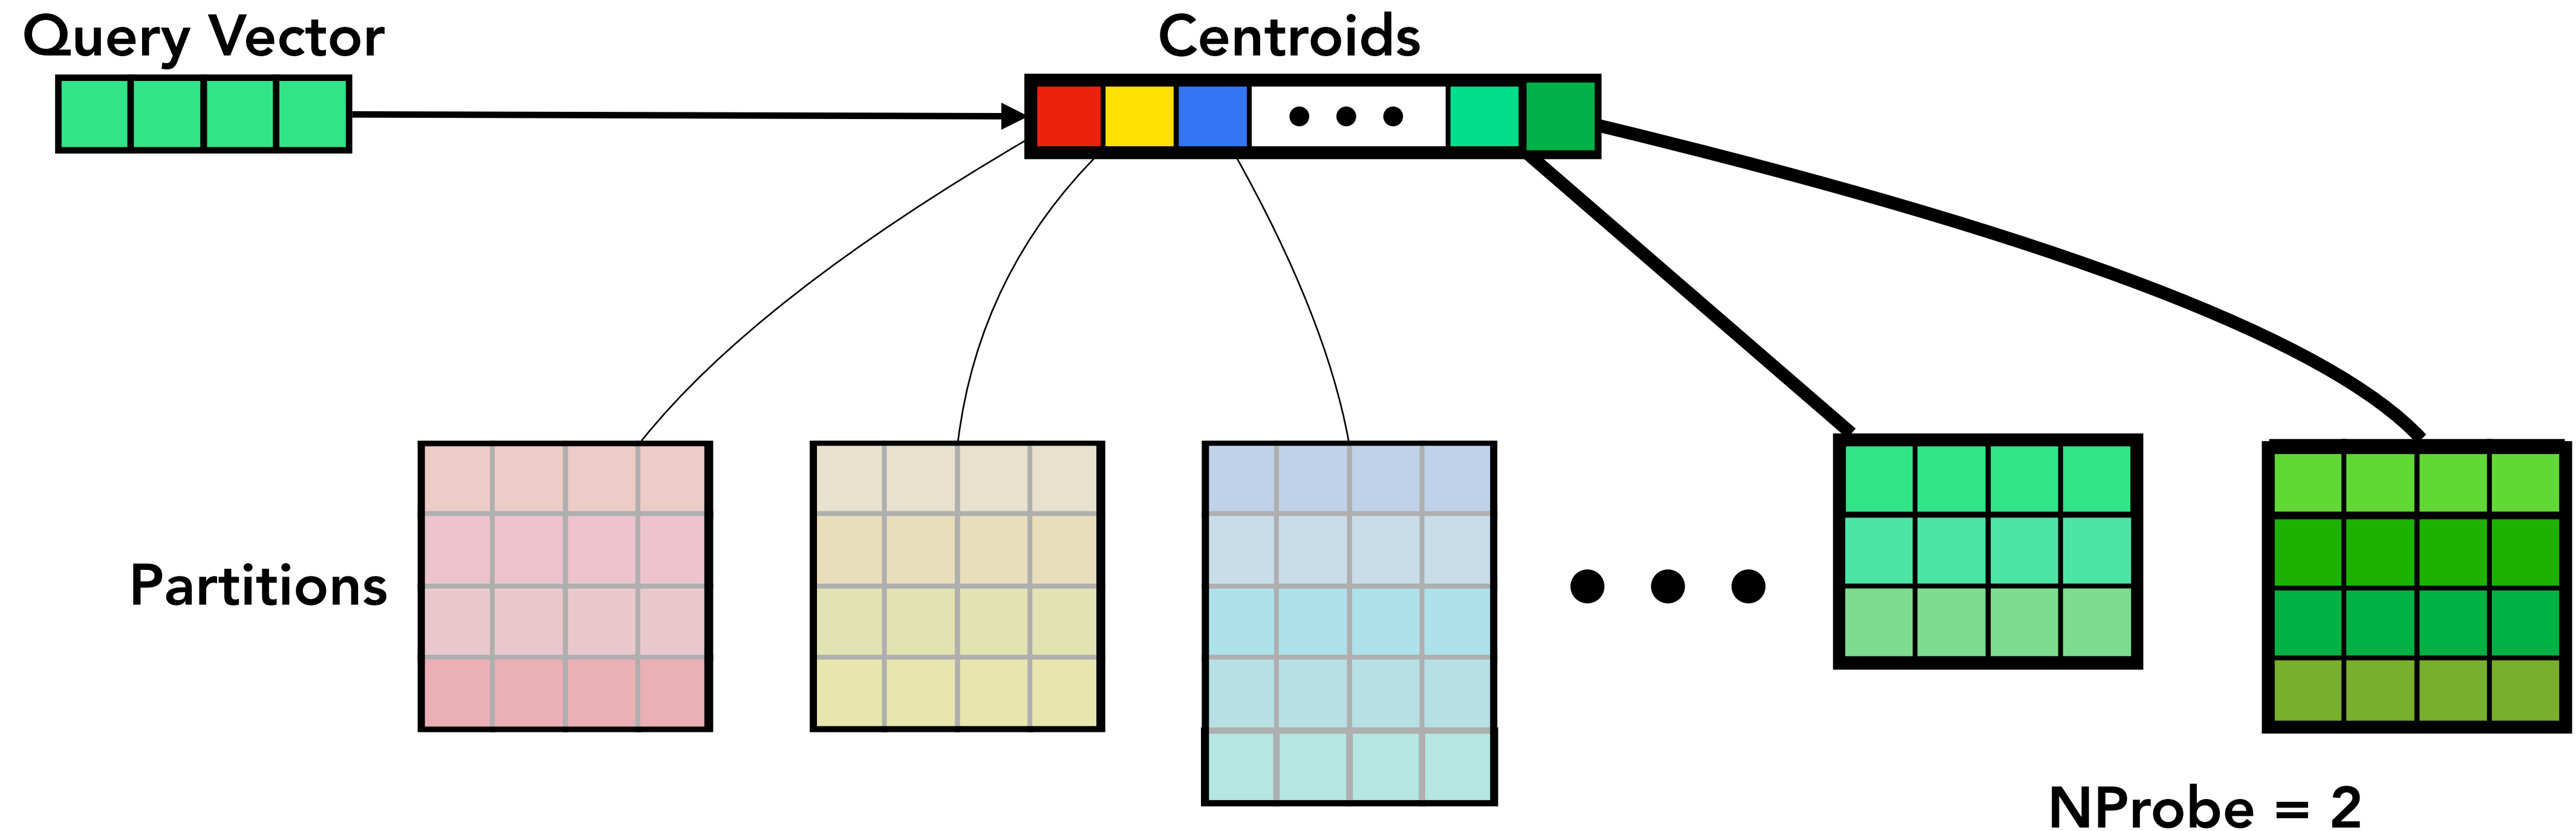 Query Vector
Centroids
Partitions
NProbe = 2